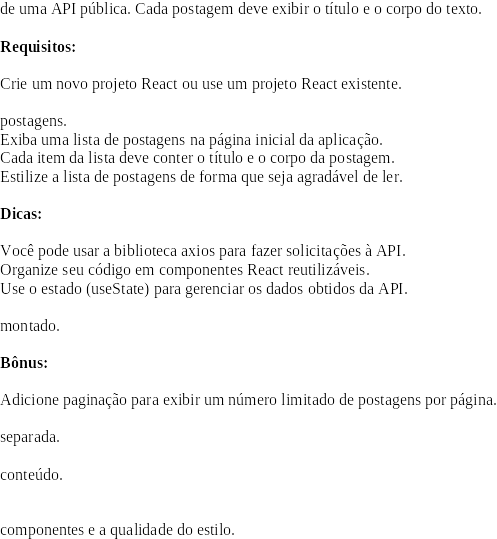 de uma API pública. Cada postagem deve exibir o título e o corpo do texto.
Requisitos:
Crie um novo projeto React ou use um projeto React existente.
postagens.
Exiba uma lista de postagens na página inicial da aplicação.
Cada item da lista deve conter o título e o corpo da postagem.
Estilize a lista de postagens de forma que seja agradável de ler.
Dicas:
Você pode usar a biblioteca axios para fazer solicitações à API.
Organize seu código em componentes React reutilizáveis.
Use o estado (useState) para gerenciar os dados obtidos da API.
montado.
Bônus:
Adicione paginação para exibir um número limitado de postagens por página.
separada.
conteúdo.
componentes e a qualidade do estilo.